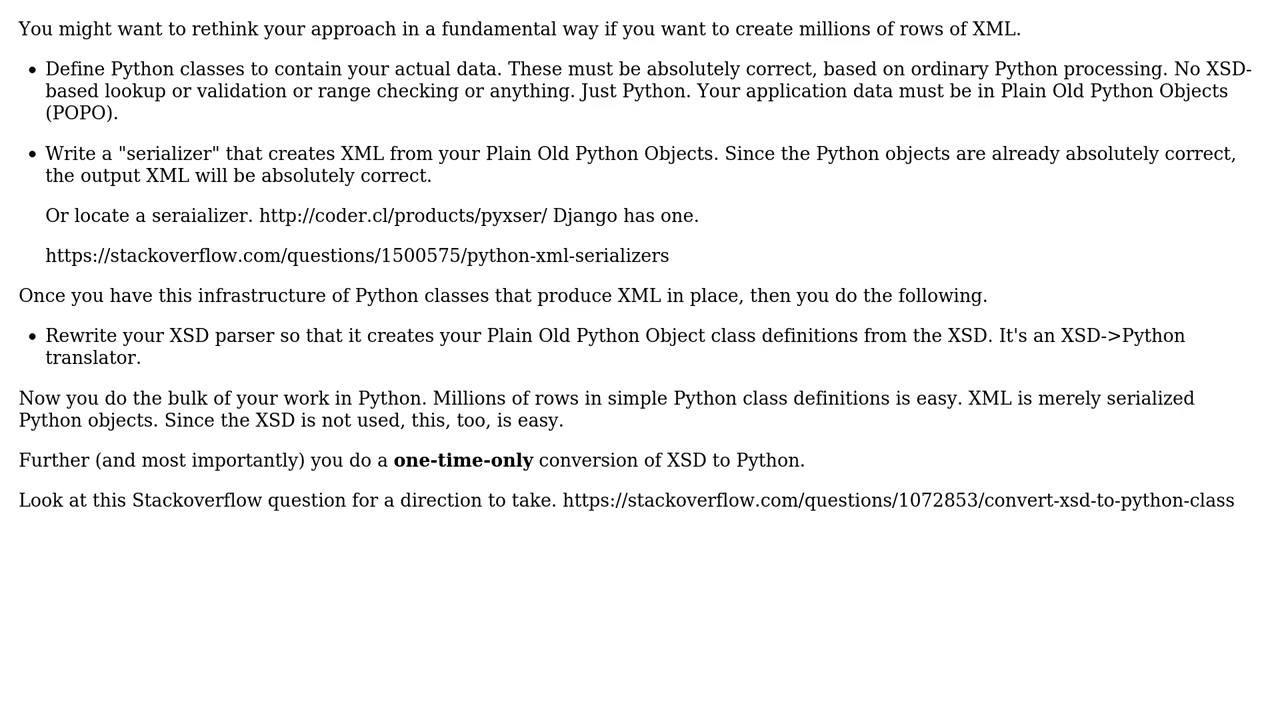 You might want to rethink your approach in a fundamental way if you want to create millions of rows of XML.
• Define Python classes to contain your actual data. These must be absolutely correct, based on ordinary Python processing. No XSD-
based lookup or validation or range checking or anything. Just Python. Your application data must be in Plain Old Python Objects
(POPO).
• Write a "serializer" that creates XML from your Plain Old Python Objects. Since the Python objects are already absolutely correct,
the output XML will be absolutely correct.
Or locate a seraializer. http://coder.cl/products/pyxser/ Django has one.
https://stackoverflow.com/questions/1500575/python-xml-serializers
Once you have this infrastructure of Python classes that produce XML in place, then you do the following.
• Rewrite your XSD parser so that it creates your Plain Old Python Object class definitions from the XSD. It's an XSD->Python
translator.
Now you do the bulk of your work in Python. Millions of rows in simple Python class definitions is easy. XML is merely serialized
Python objects. Since the XSD is not used, this, too, is easy.
Further (and most importantly) you do a one-time-only conversion of XSD to Python.
Look at this Stackoverflow question for a direction to take. https://stackoverflow.com/questions/1072853/convert-xsd-to-python-class